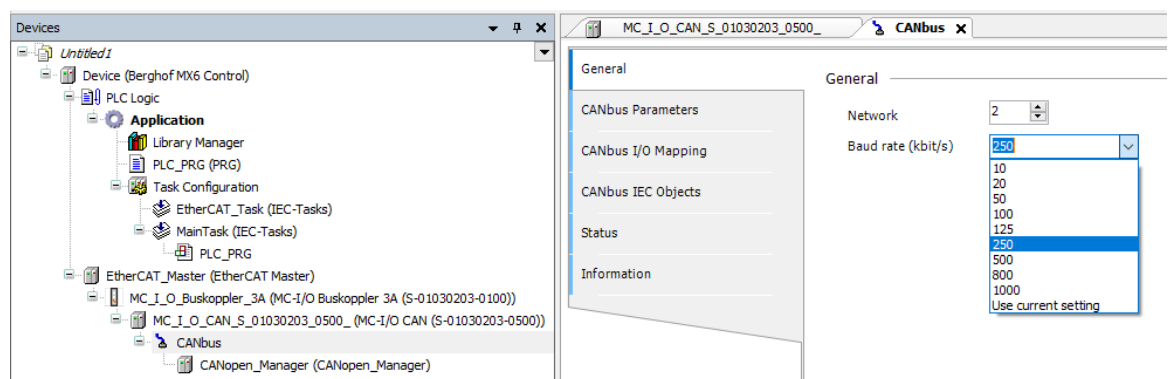 Devices
Untitled1
Device (Berghof MX6 Control)
PLC Logic
Application
Library Manager
PLC_PRG (PRG)
Task Configuration
EtherCAT_Task (IEC-Tasks)
MainTask (IEC-Tasks)
PLC_PRG
EtherCAT_Master (EtherCAT Master)
MC_I_O_Buskoppler_3A (MC-I/O Buskoppler 3A (S-01030203-0100))
MC_I_O_CAN_S_01030203_0500_ (MC-I/O CAN (S-01030203-0500))
CANbus
CANopen_Manager (CANopen_Manager)
MC_I_O_CAN_S_01030203_0500_
CANbus
General
CANbus Parameters
CANbus I/O Mapping
CANbus IEC Objects
Status
Information
General
Network 2
Baud rate (kbit/s) 250
10
20
50
100
125
250
500
800
1000
Use current setting